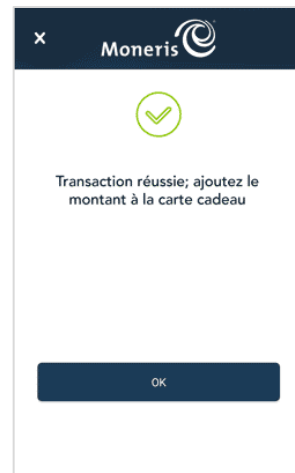 ×
Moneris
Transaction réussie; ajoutez le
montant à la carte cadeau
OK